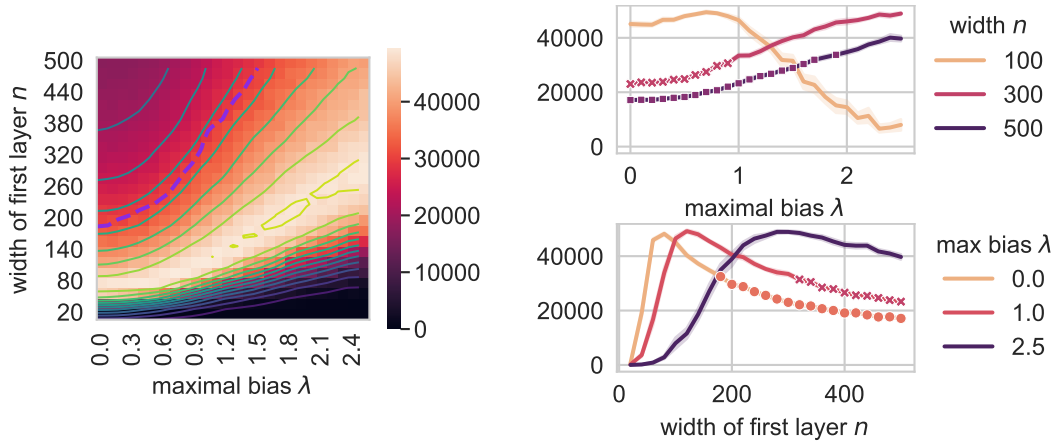 500
440
380
320
260
200
140
80
20
width of first layer n
0.0 0.3 0.6 0.9 1.2 1.5 1.8 2.1 2.4
maximal bias λ
40000
30000
20000
10000
0
40000
20000
0
0 1 2
maximal bias λ
width n
100
300
500
40000
20000
0
0 200 400
width of first layer n
max bias λ
0.0
1.0
2.5